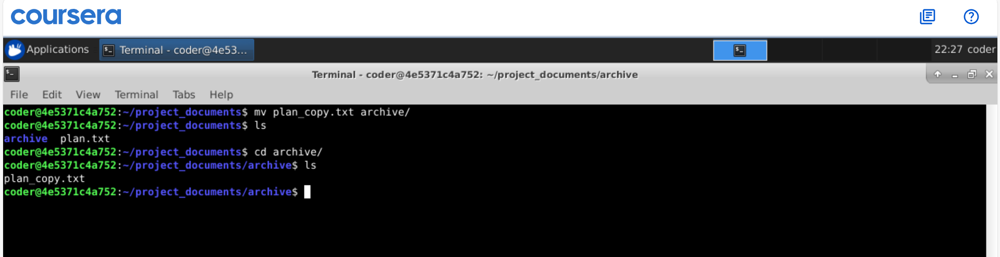 coursera
Applications
Terminal - coder@4e53...
22:27 coder
Terminal - coder@4e5371c4a752: ~/project_documents/archive
File Edit View Terminal Tabs Help
coder@4e5371c4a752:~/project_documents$ mv plan_copy.txt archive/
coder@4e5371c4a752:~/project_documents$ ls
archive  plan.txt
coder@4e5371c4a752:~/project_documents$ cd archive/
coder@4e5371c4a752:~/project_documents/archive$ ls
plan_copy.txt
coder@4e5371c4a752:~/project_documents/archive$